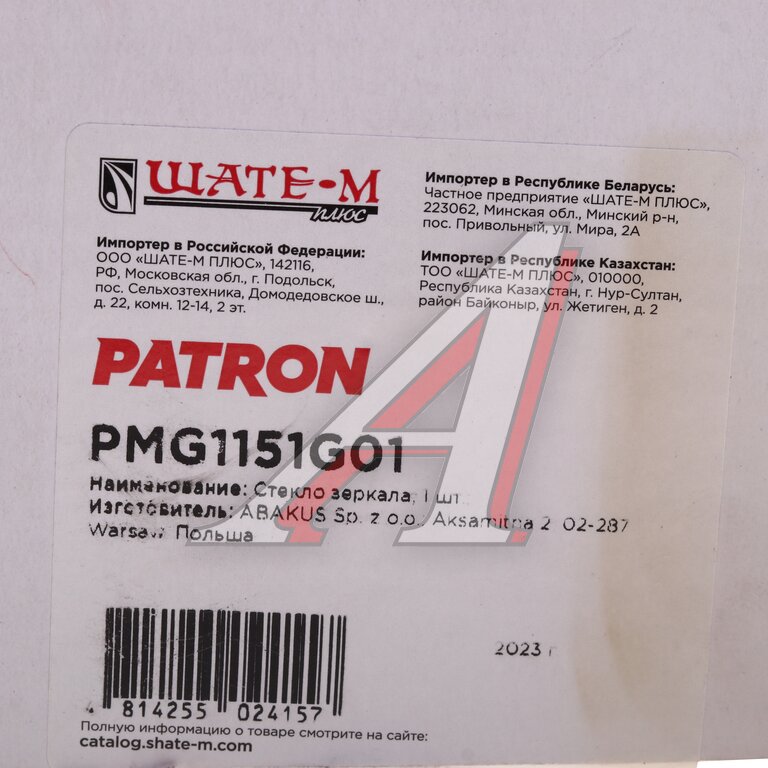 ШАТЕ-М
ПЛЮС
Импортер в Российской Федерации:
ООО «ШАТЕ-М ПЛЮС», 142116,
РФ, Московская обл., г. Подольск,
пос. Сельхозтехника, Домодедовское ш.,
д. 22, комн. 12-14, 2 эт.
Импортер в Республике Беларусь:
Частное предприятие «ШАТЕ-М ПЛЮС»,
223062, Минская обл., Минский р-н,
пос. Привольный, ул. Мира, 2А
Импортер в Республике Казахстан:
ТОО «ШАТЕ-М ПЛЮС», 010000,
Республика Казахстан, г. Нур-Султан,
район Байконыр, ул. Жетиген, д. 2
PATRON
PMG1151G01
Наименование: Стекло зеркала, 1 шт.
Изготовитель: ABAKUS Sp. z o.o., Aksamitna 2 02-287
Warsaw Польша
2023 г
4 814255 024157
Полную информацию о товаре смотрите на сайте:
catalog.shate-m.com